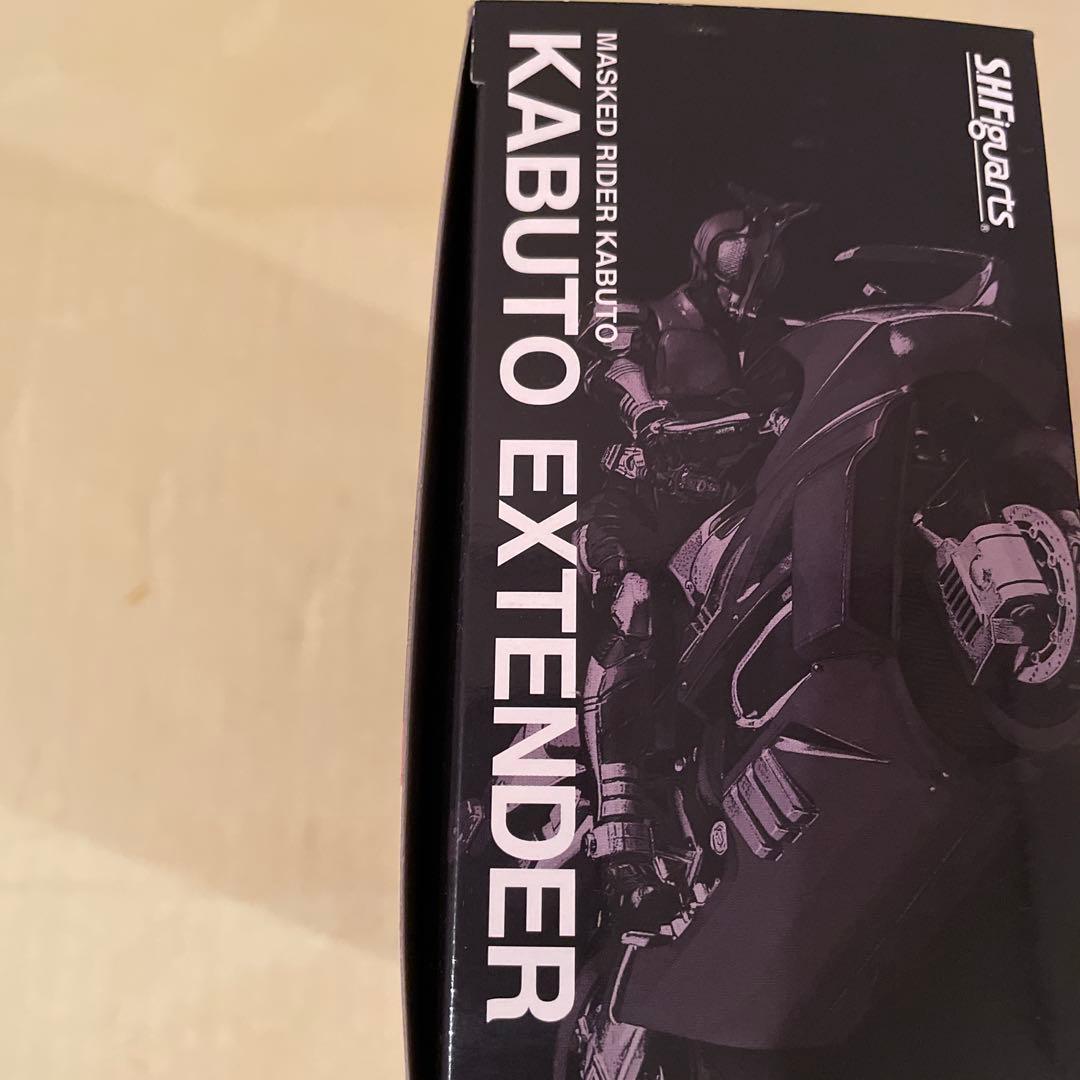 S.H.Figuarts®
MASKED RIDER KABUTO
KABUTO EXTENDER